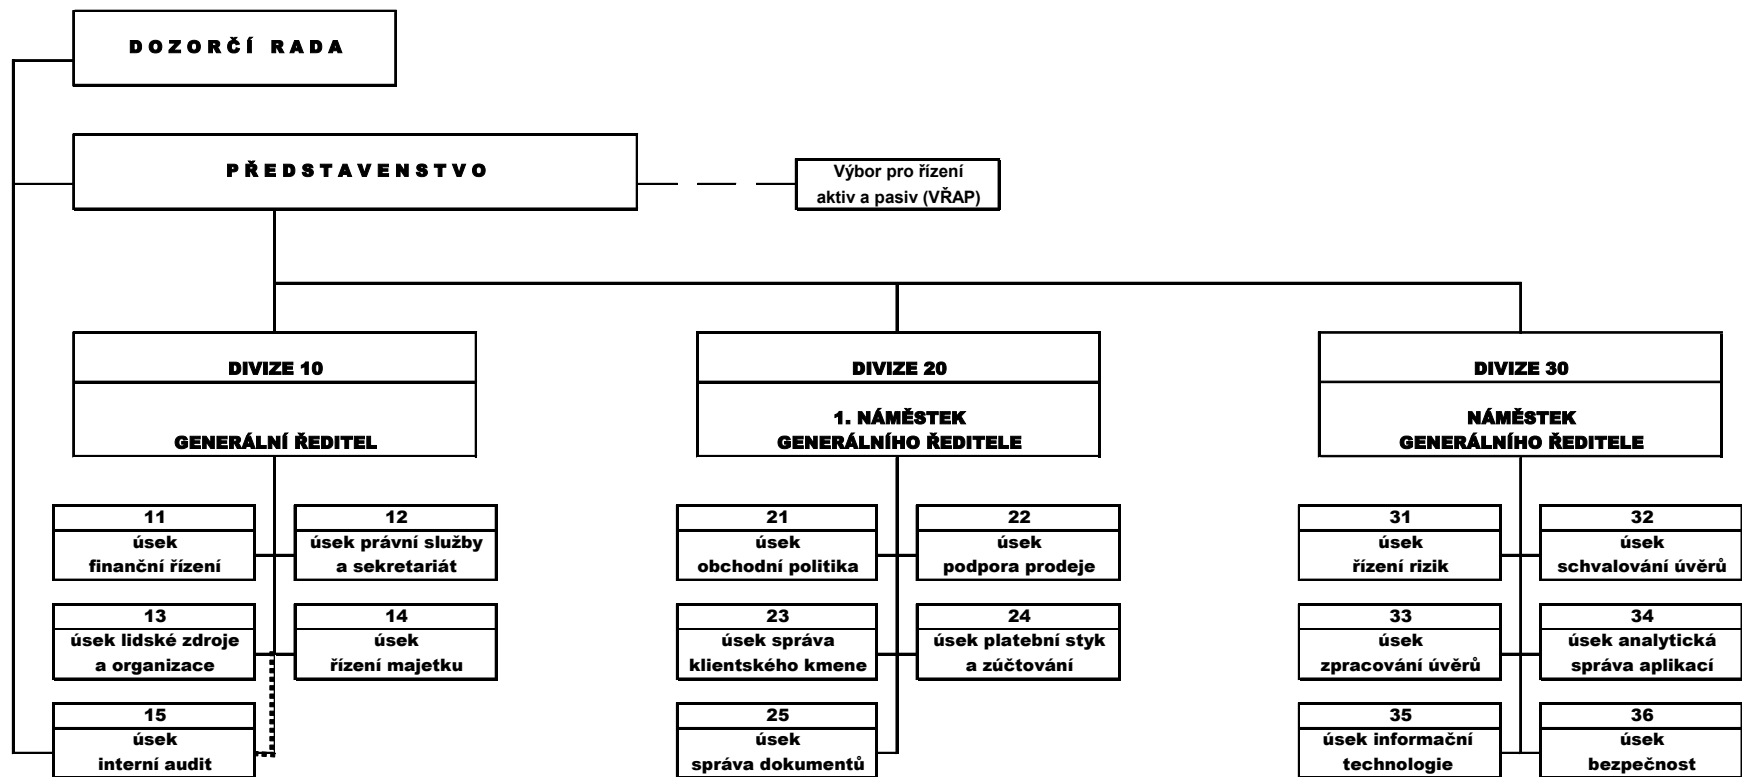 DOZORČÍ RADA
PŘEDSTAVENSTVO
Výbor pro řízení
aktiv a pasiv (VŘAP)
DIVIZE 10
GENERÁLNÍ ŘEDITEL
DIVIZE 20
1. NÁMĚSTEK
GENERÁLNÍHO ŘEDITELE
DIVIZE 30
NÁMĚSTEK
GENERÁLNÍHO ŘEDITELE
11
úsek
finanční řízení
12
úsek právní služby
a sekretariát
13
úsek lidské zdroje
a organizace
14
úsek
řízení majetku
15
úsek
interní audit
21
úsek
obchodní politika
22
úsek
podpora prodeje
23
úsek správa
klientského kmene
24
úsek platební styk
a zúčtování
25
úsek
správa dokumentů
31
úsek
řízení rizik
32
úsek
schvalování úvěrů
33
úsek
zpracování úvěrů
34
úsek analytická
správa aplikací
35
úsek informační
technologie
36
úsek
bezpečnost